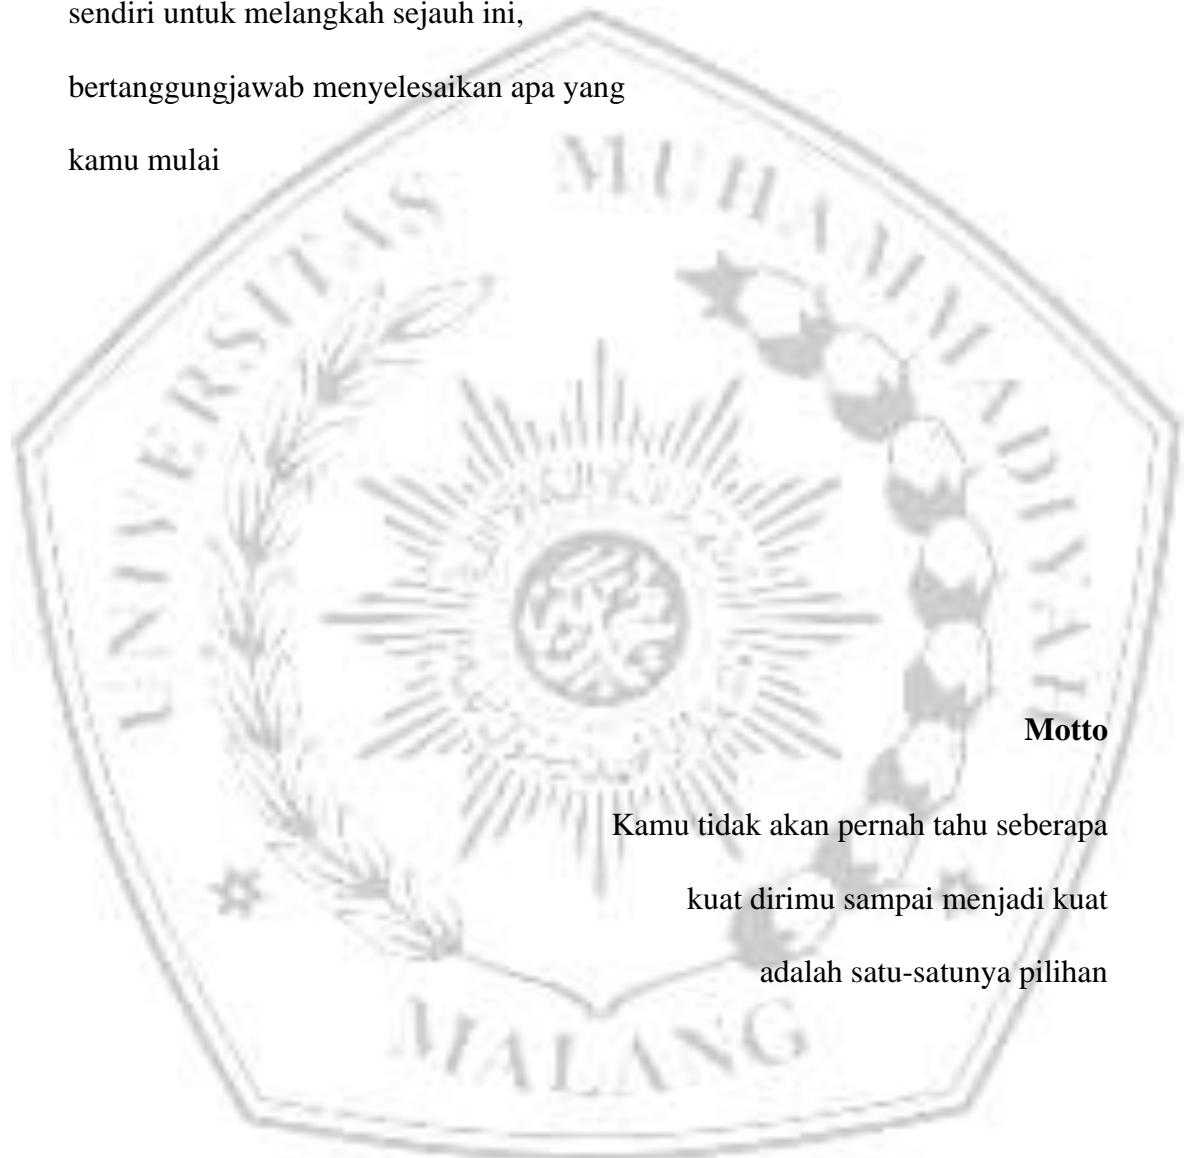 sendiri untuk melangkah sejauh ini,
bertanggungjawab menyelesaikan apa yang
kamu mulai
UNIVERSITAS MUHAMMADIYAH
MALANG
Motto
Kamu tidak akan pernah tahu seberapa
kuat dirimu sampai menjadi kuat
adalah satu-satunya pilihan